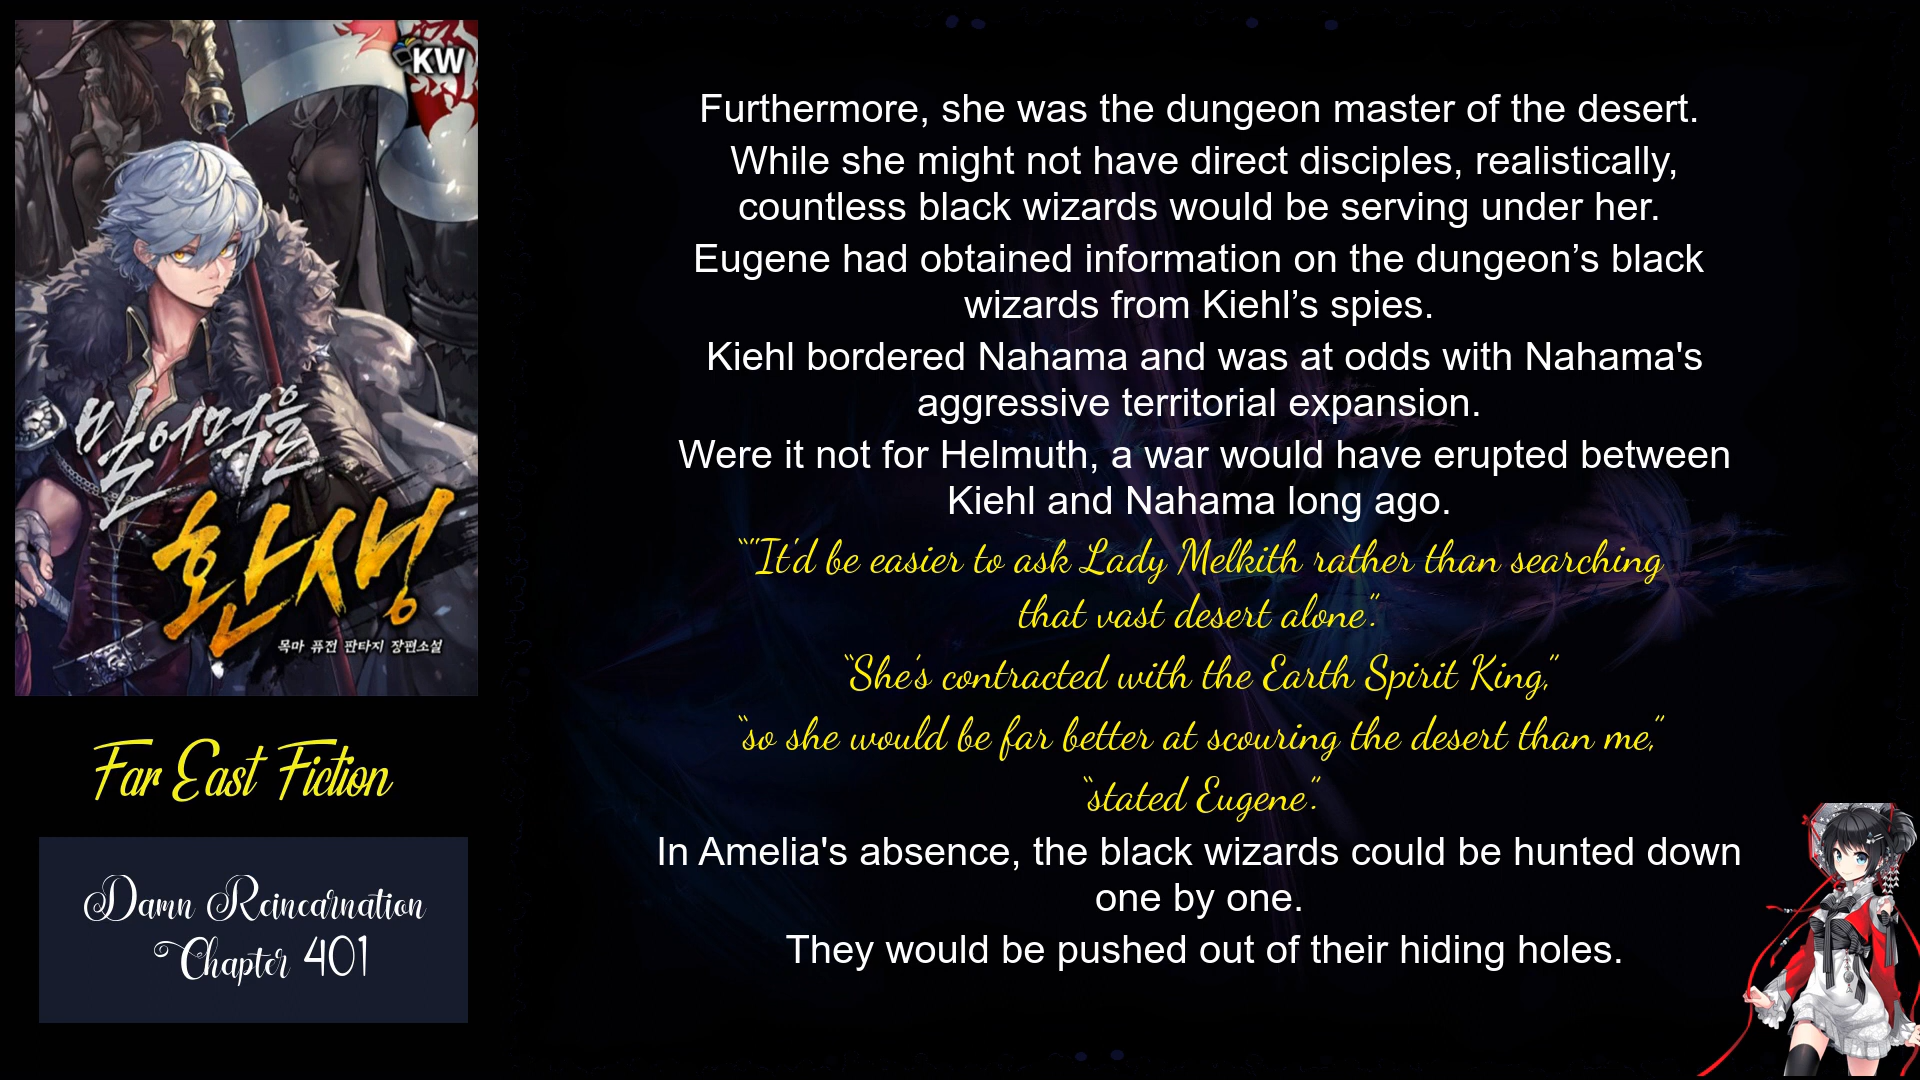 KW
빌어먹을
환생
목마 퓨전 판타지 장편소설
Far East Fiction
Damn Reincarnation
Chapter 401
Furthermore, she was the dungeon master of the desert.
While she might not have direct disciples, realistically,
countless black wizards would be serving under her.
Eugene had obtained information on the dungeon’s black
wizards from Kiehl’s spies.
Kiehl bordered Nahama and was at odds with Nahama's
aggressive territorial expansion.
Were it not for Helmuth, a war would have erupted between
Kiehl and Nahama long ago.
“"It'd be easier to ask Lady Melkith rather than searching
that vast desert alone”.
“She's contracted with the Earth Spirit King,”
“so she would be far better at scouring the desert than me,”
“stated Eugene”.
In Amelia's absence, the black wizards could be hunted down
one by one.
They would be pushed out of their hiding holes.